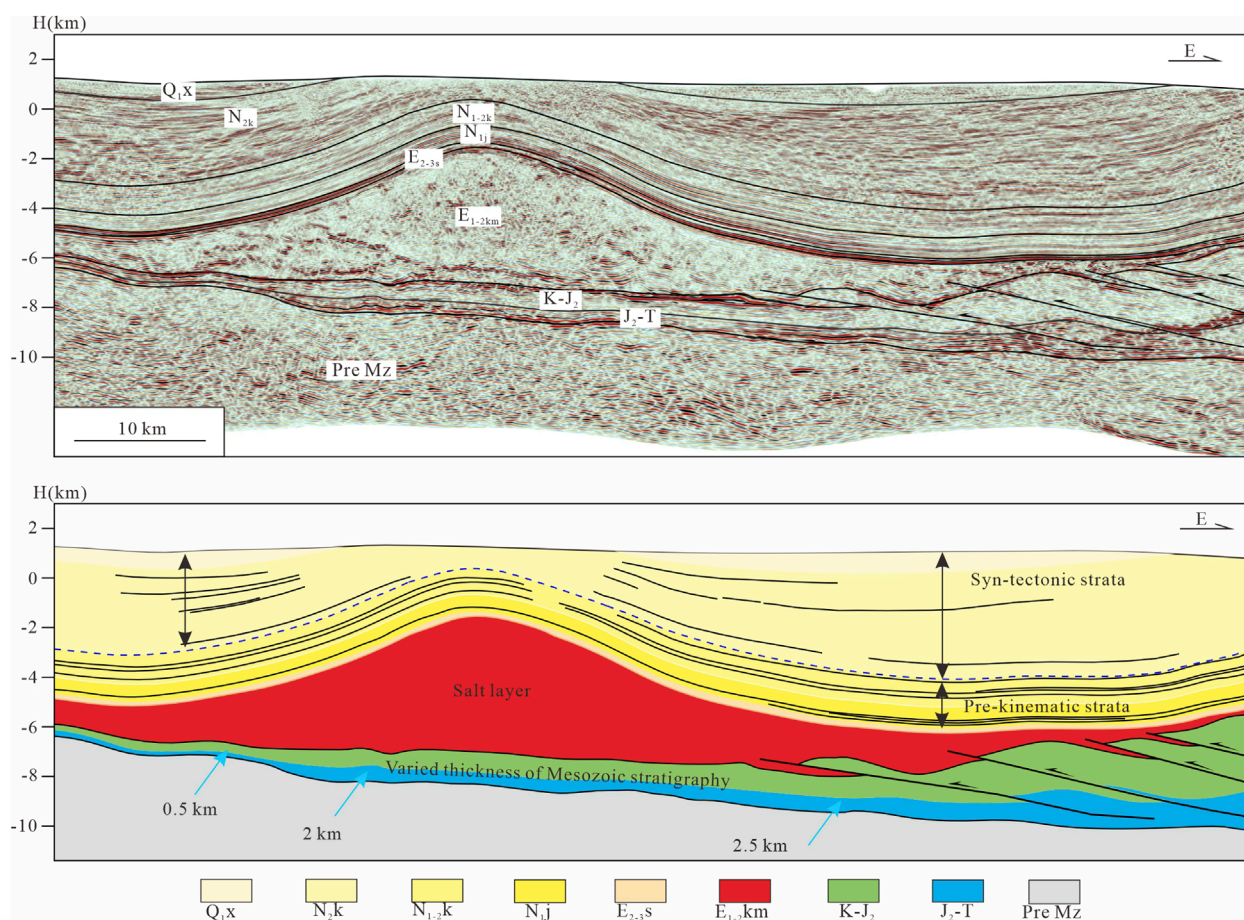 H(km)
E
2
0
-2
-4
-6
-8
-10
Q₁x
N₂ₖ
N₁₋₂ₖ
N₁ⱼ
E₂₋₃ₛ
E₁₋₂ₖₘ
K-J₂
J₂-T
Pre Mz
10 km
H(km)
E
2
0
-2
-4
-6
-8
-10
Syn-tectonic strata
Salt layer
Pre-kinematic strata
Varied thickness of Mesozoic stratigraphy
0.5 km
2 km
2.5 km
Q₁x
N₂k
N₁₋₂k
N₁j
E₂₋₃s
E₁₋₂km
K-J₂
J₂-T
Pre Mz